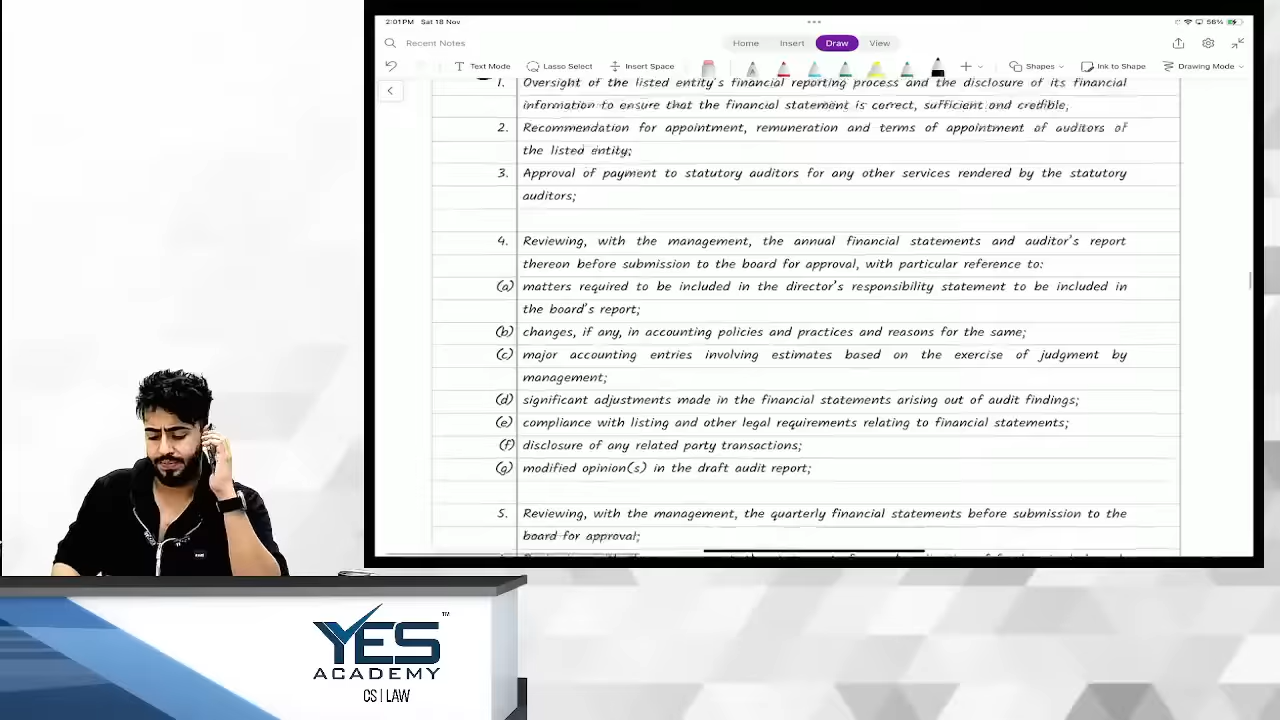 2:01PM Sat 18 Nov
56%
Recent Notes
Home Insert Draw View
Text Mode Lasso Select Insert Space Shapes Ink to Shape Drawing Mode
1. Oversight of the listed entity's financial reporting process and the disclosure of its financial
information to ensure that the financial statement is correct, sufficient and credible;
2. Recommendation for appointment, remuneration and terms of appointment of auditors of
the listed entity;
3. Approval of payment to statutory auditors for any other services rendered by the statutory
auditors;
4. Reviewing, with the management, the annual financial statements and auditor's report
thereon before submission to the board for approval, with particular reference to:
(a) matters required to be included in the director's responsibility statement to be included in
the board's report;
(b) changes, if any, in accounting policies and practices and reasons for the same;
(c) major accounting entries involving estimates based on the exercise of judgment by
management;
(d) significant adjustments made in the financial statements arising out of audit findings;
(e) compliance with listing and other legal requirements relating to financial statements;
(f) disclosure of any related party transactions;
(g) modified opinion(s) in the draft audit report;
5. Reviewing, with the management, the quarterly financial statements before submission to the
board for approval;
YES
TM
ACADEMY
CS | LAW